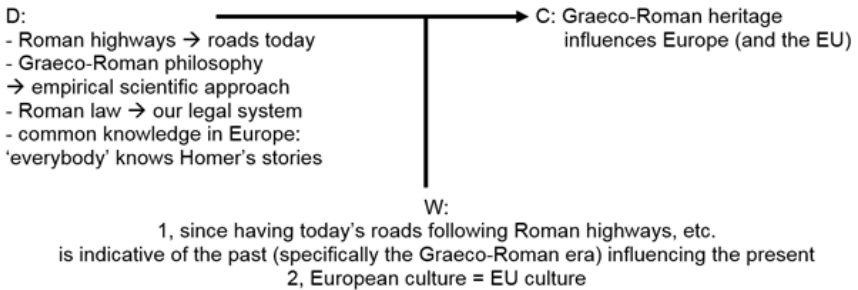 D:
C: Graeco-Roman heritage
influences Europe (and the EU)
- Roman highways → roads today
- Graeco-Roman philosophy
→ empirical scientific approach
- Roman law → our legal system
- common knowledge in Europe:
‘everybody’ knows Homer’s stories
W:
1, since having today’s roads following Roman highways, etc.
is indicative of the past (specifically the Graeco-Roman era) influencing the present
2, European culture = EU culture